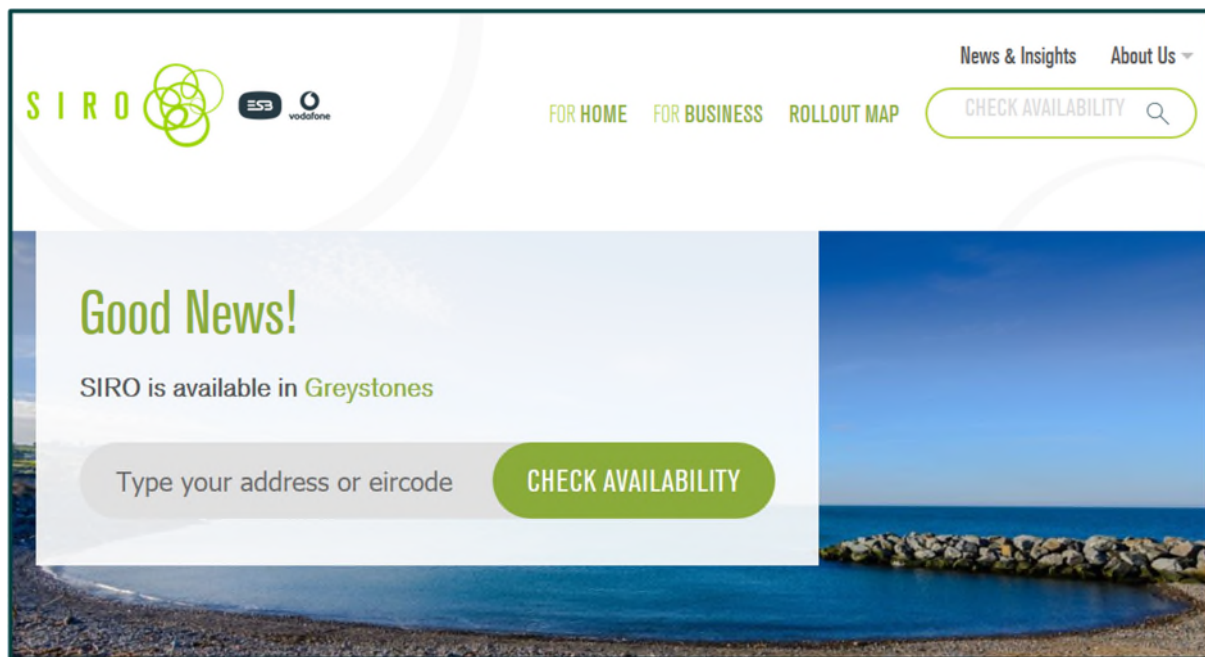 News & Insights About Us
SIRO ESB vodafone FOR HOME FOR BUSINESS ROLLOUT MAP CHECK AVAILABILITY
Good News!
SIRO is available in Greystones
Type your address or eircode CHECK AVAILABILITY